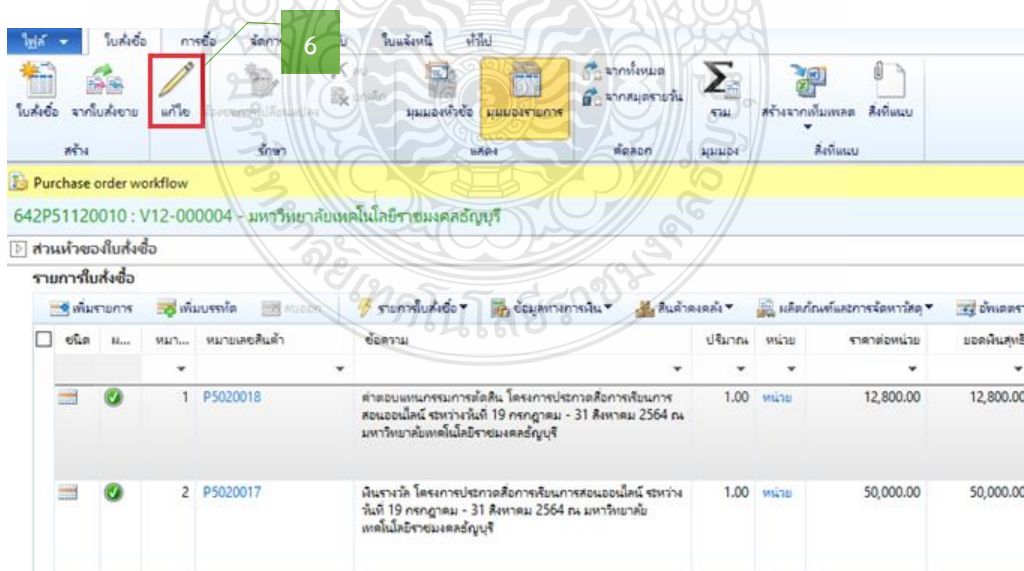 6
ไฟล์ ใบสั่งซื้อ การซื้อ จัดการ ใบแจ้งหนี้ ทั่วไป
ใบสั่งซื้อ จากใบสั่งขาย แก้ไข
มุมมองหัวข้อ มุมมองรายการ
จากทั้งหมด
จากสมุดรายวัน
รวม สร้างจากเท็มเพลต สิ่งที่แนบ
สร้าง รักษา แสดง คัดลอก มุมมอง สิ่งที่แนบ
Purchase order workflow
642P51120010 : V12-000004 - มหาวิทยาลัยเทคโนโลยีราชมงคลธัญบุรี
ส่วนหัวของใบสั่งซื้อ
รายการใบสั่งซื้อ
เพิ่มรายการ เพิ่มบรรทัด ลบออก รายการใบสั่งซื้อ ข้อมูลทางการเงิน สินค้าคงคลัง ผลิตภัณฑ์และการจัดหาวัสดุ อัพเดตรา
ชนิด ม... หมา... หมายเลขสินค้า ข้อความ ปริมาณ หน่วย ราคาต่อหน่วย ยอดเงินสุทธิ
1 P5020018 ค่าตอบแทนกรรมการตัดสิน โครงการประกวดสื่อการเรียนการ 1.00 หน่วย 12,800.00 12,800.00
สอนออนไลน์ ระหว่างวันที่ 19 กรกฎาคม - 31 สิงหาคม 2564 ณ
มหาวิทยาลัยเทคโนโลยีราชมงคลธัญบุรี
2 P5020017 เงินรางวัล โครงการประกวดสื่อการเรียนการสอนออนไลน์ ระหว่าง 1.00 หน่วย 50,000.00 50,000.00
วันที่ 19 กรกฎาคม - 31 สิงหาคม 2564 ณ มหาวิทยาลัย
เทคโนโลยีราชมงคลธัญบุรี